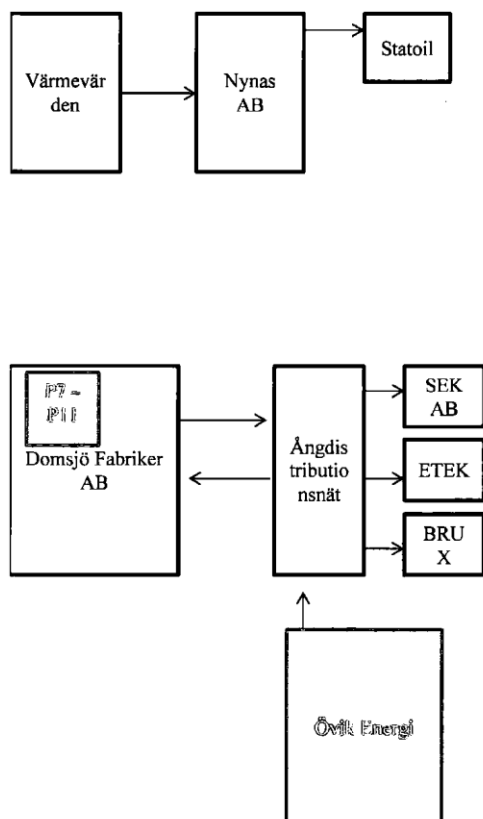 Värmevär
den
Nynas
AB
Statoil
P7 –
P11
Domsjö Fabriker
AB
Ångdis
tributio
nsnät
SEK
AB
ETEK
BRU
X
Övik Energi